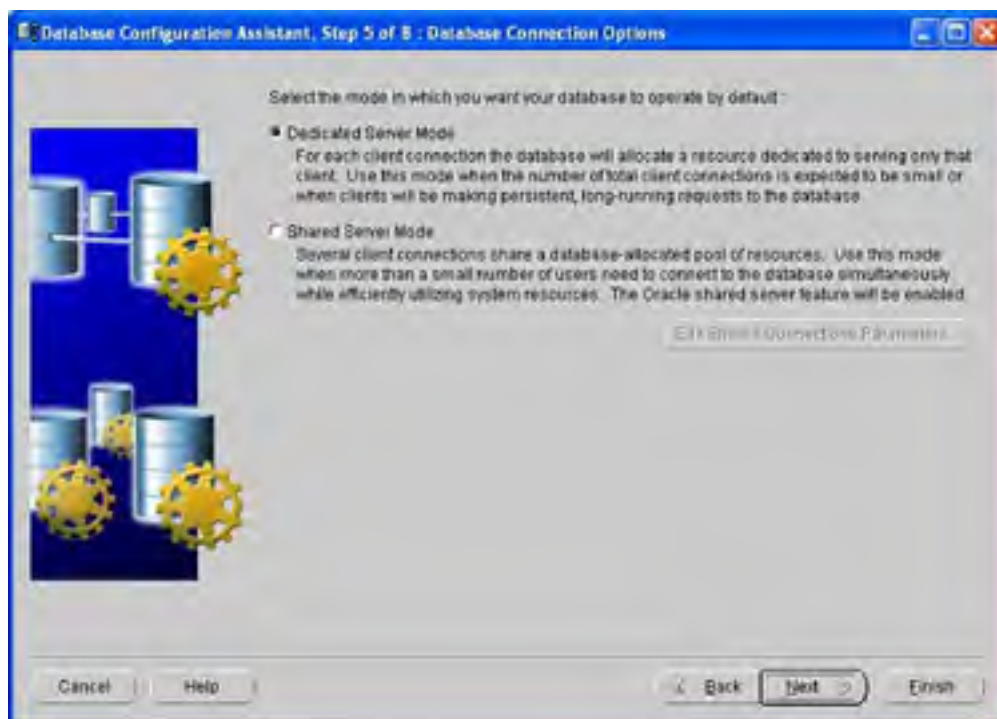 Database Configuration Assistant, Step 5 of 8 : Database Connection Options
Select the mode in which you want your database to operate by default :
Dedicated Server Mode
For each client connection the database will allocate a resource dedicated to serving only that
client. Use this mode when the number of total client connections is expected to be small or
when clients will be making persistent, long-running requests to the database
Shared Server Mode
Several client connections share a database-allocated pool of resources. Use this mode
when more than a small number of users need to connect to the database simultaneously
while efficiently utilizing system resources. The Oracle shared server feature will be enabled
Edit Connections Parameters...
Cancel
Help
Back
Next
Finish